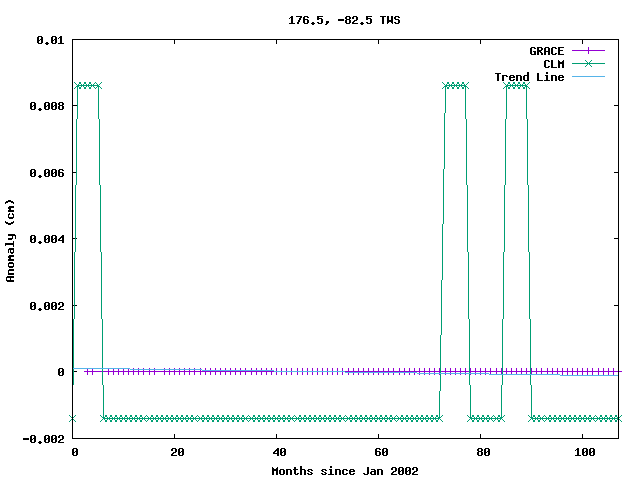 176.5, -82.5 TWS
0.01
0.008
0.006
0.004
0.002
0
-0.002
Anomaly (cm)
GRACE
CLM
Trend Line
0 20 40 60 80 100
Months since Jan 2002